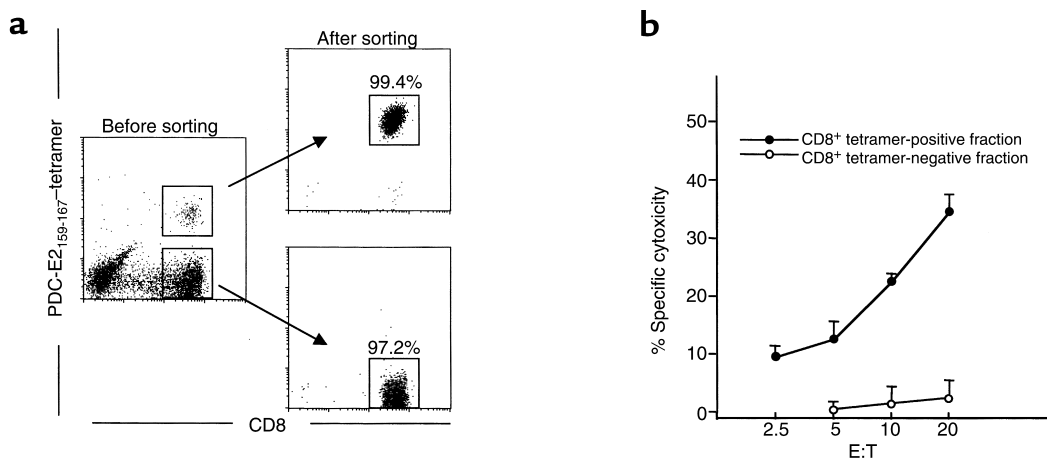 a
PDC-E2159-167–tetramer
Before sorting
After sorting
99.4%
97.2%
CD8
b
% Specific cytotoxicity
50
40
30
20
10
0
CD8+ tetramer-positive fraction
CD8+ tetramer-negative fraction
2.5 5 10 20
E:T